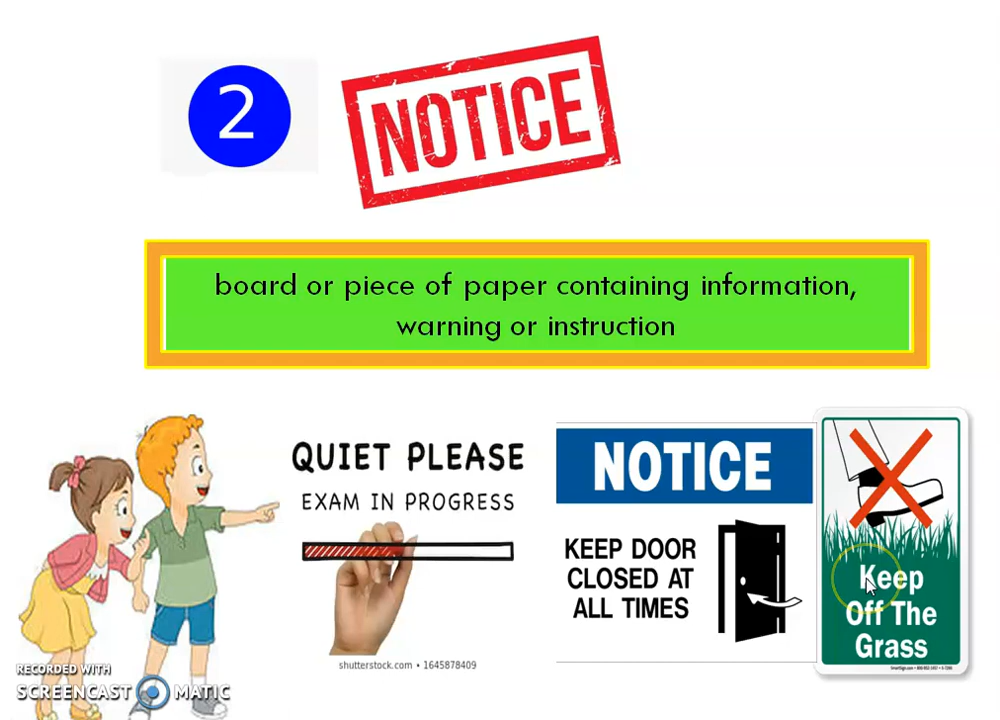 2
NOTICE
board or piece of paper containing information,
warning or instruction
QUIET PLEASE
EXAM IN PROGRESS
shutterstock.com • 1645878409
NOTICE
KEEP DOOR
CLOSED AT
ALL TIMES
Keep
Off The
Grass
RECORDED WITH
SCREENCAST MATIC